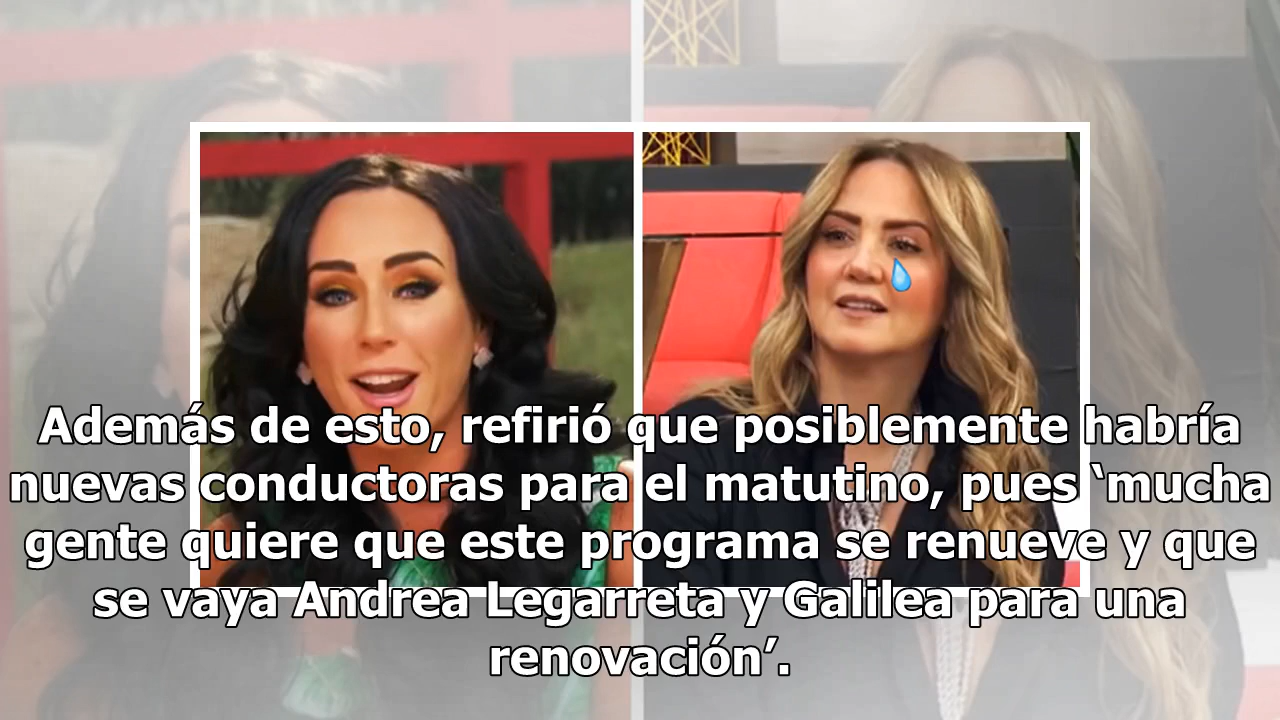 Además de esto, refirió que posiblemente habría
nuevas conductoras para el matutino, pues ‘mucha
gente quiere que este programa se renueve y que
se vaya Andrea Legarreta y Galilea para una
renovación’.